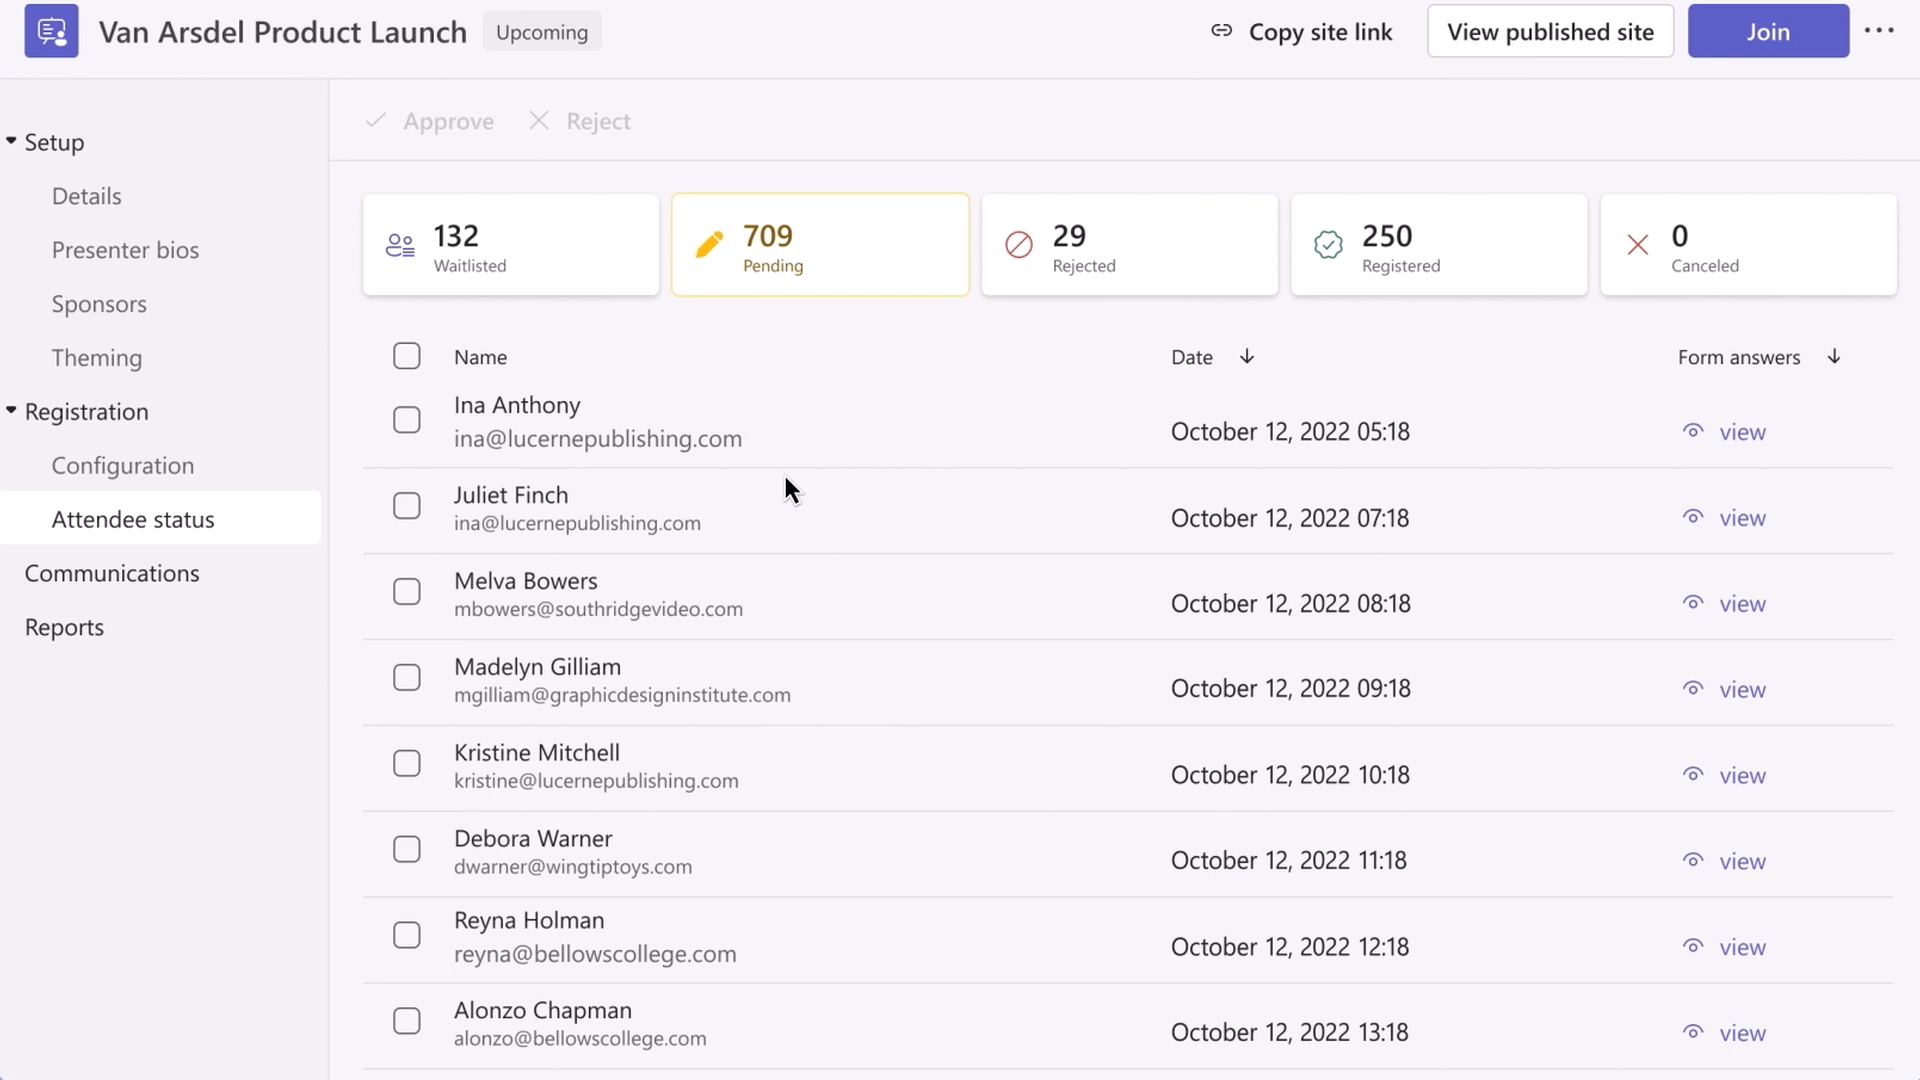 Van Arsdel Product Launch Upcoming Copy site link View published site Join
Setup
Details
Presenter bios
Sponsors
Theming
Registration
Configuration
Attendee status
Communications
Reports
Approve Reject
132
Waitlisted
709
Pending
29
Rejected
250
Registered
0
Canceled
Name Date Form answers
Ina Anthony
ina@lucernepublishing.com
October 12, 2022 05:18 view
Juliet Finch
ina@lucernepublishing.com
October 12, 2022 07:18 view
Melva Bowers
mbowers@southridgevideo.com
October 12, 2022 08:18 view
Madelyn Gilliam
mgilliam@graphicdesigninstitute.com
October 12, 2022 09:18 view
Kristine Mitchell
kristine@lucernepublishing.com
October 12, 2022 10:18 view
Debora Warner
dwarner@wingtiptoys.com
October 12, 2022 11:18 view
Reyna Holman
reyna@bellowscollege.com
October 12, 2022 12:18 view
Alonzo Chapman
alonzo@bellowscollege.com
October 12, 2022 13:18 view